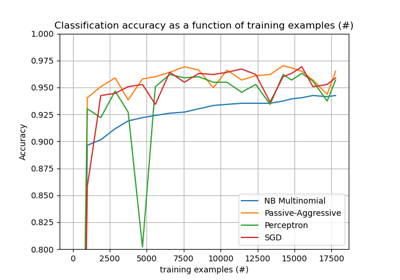 Classification accuracy as a function of training examples (#)
1.000
0.975
0.950
0.925
0.900
0.875
0.850
0.825
0.800
Accuracy
NB Multinomial
Passive-Aggressive
Perceptron
SGD
0 2500 5000 7500 10000 12500 15000 17500
training examples (#)